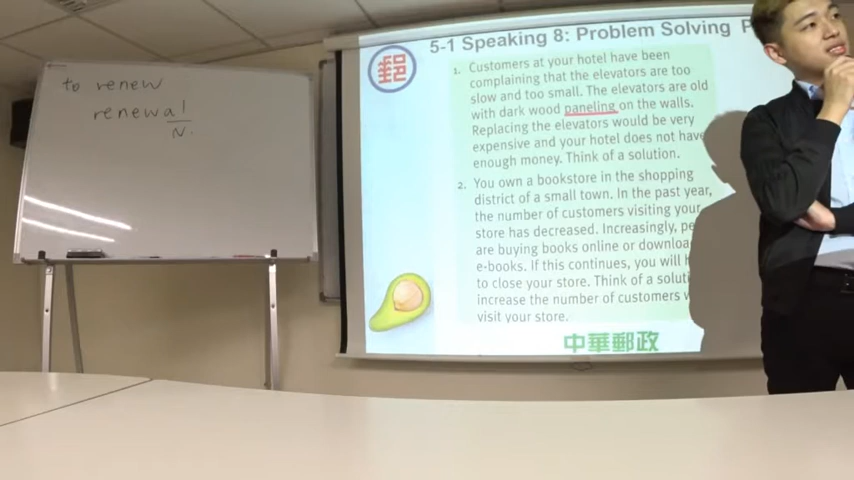 to renew
renewal
N.
郵
5-1 Speaking 8: Problem Solving P
1. Customers at your hotel have been
complaining that the elevators are too
slow and too small. The elevators are old
with dark wood paneling on the walls.
Replacing the elevators would be very
expensive and your hotel does not have
enough money. Think of a solution.
2. You own a bookstore in the shopping
district of a small town. In the past year,
the number of customers visiting your
store has decreased. Increasingly, pe
are buying books online or downloa
e-books. If this continues, you will h
to close your store. Think of a soluti
increase the number of customers w
visit your store.
中華郵政